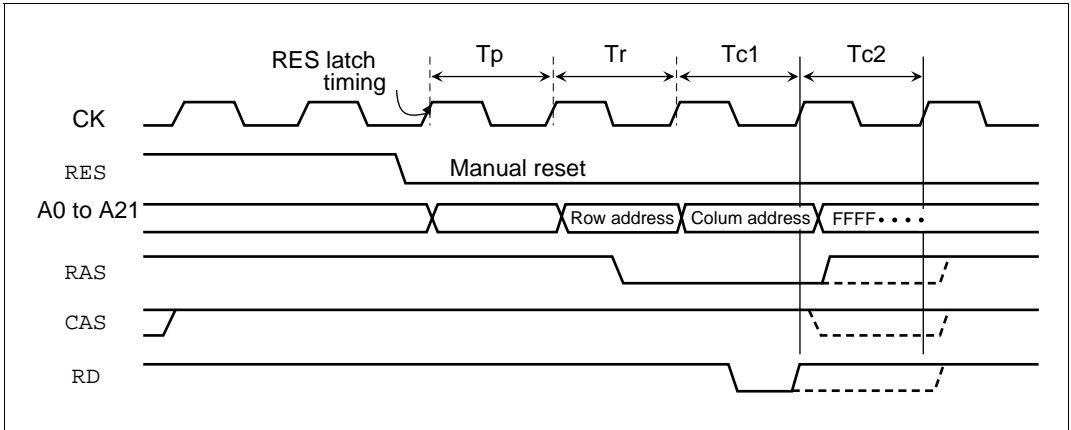 Tp Tr Tc1 Tc2
RES latch
timing
CK
RES
Manual reset
A0 to A21
Row address
Colum address
FFFF • • • •
RAS
CAS
RD